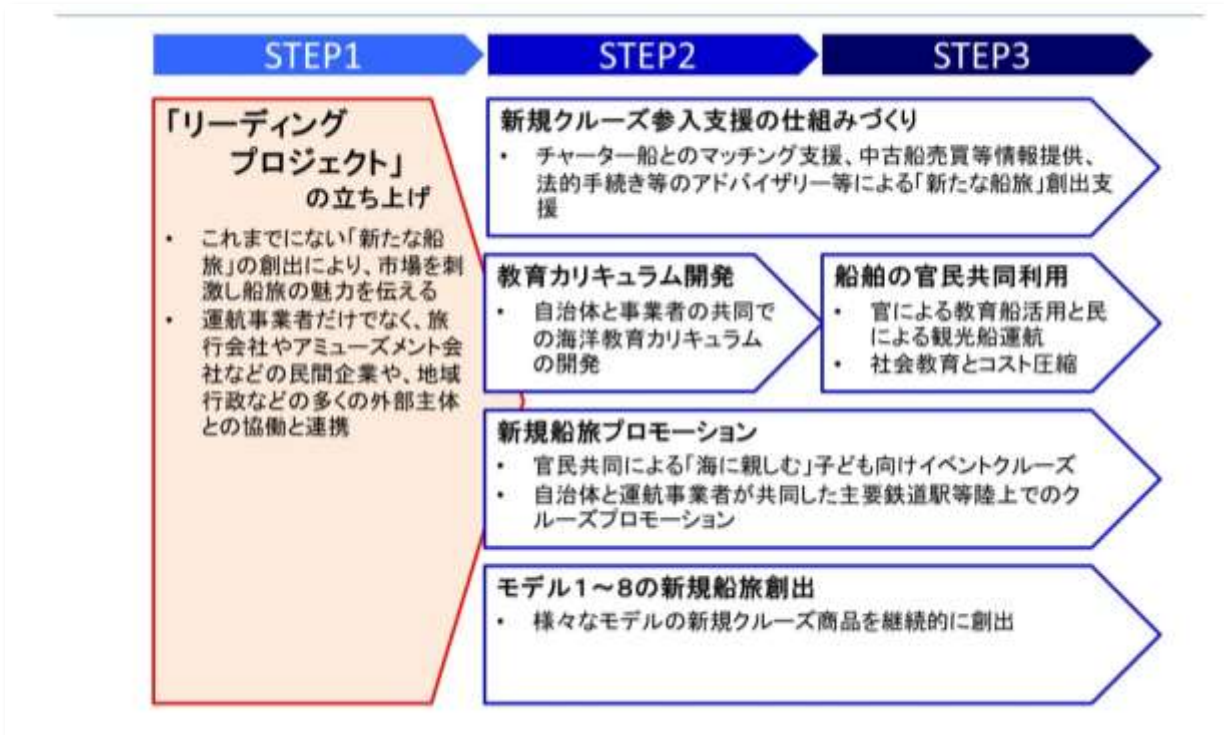 STEP1
STEP2
STEP3
「リーディング
プロジェクト」
の立ち上げ
・ これまでにない「新たな船
旅」の創出により、市場を刺
激し船旅の魅力を伝える
・ 運航事業者だけでなく、旅
行会社やアミューズメント会
社などの民間企業や、地域
行政などの多くの外部主体
との協働と連携
新規クルーズ参入支援の仕組みづくり
・ チャーター船とのマッチング支援、中古船売買等情報提供、
法的手続き等のアドバイザリー等による「新たな船旅」創出支
援
教育カリキュラム開発
・ 自治体と事業者の共同で
の海洋教育カリキュラム
の開発
船舶の官民共同利用
・ 官による教育船活用と民
による観光船運航
・ 社会教育とコスト圧縮
新規船旅プロモーション
・ 官民共同による「海に親しむ」子ども向けイベントクルーズ
・ 自治体と運航事業者が共同した主要鉄道駅等陸上でのク
ルーズプロモーション
モデル1～8の新規船旅創出
・ 様々なモデルの新規クルーズ商品を継続的に創出